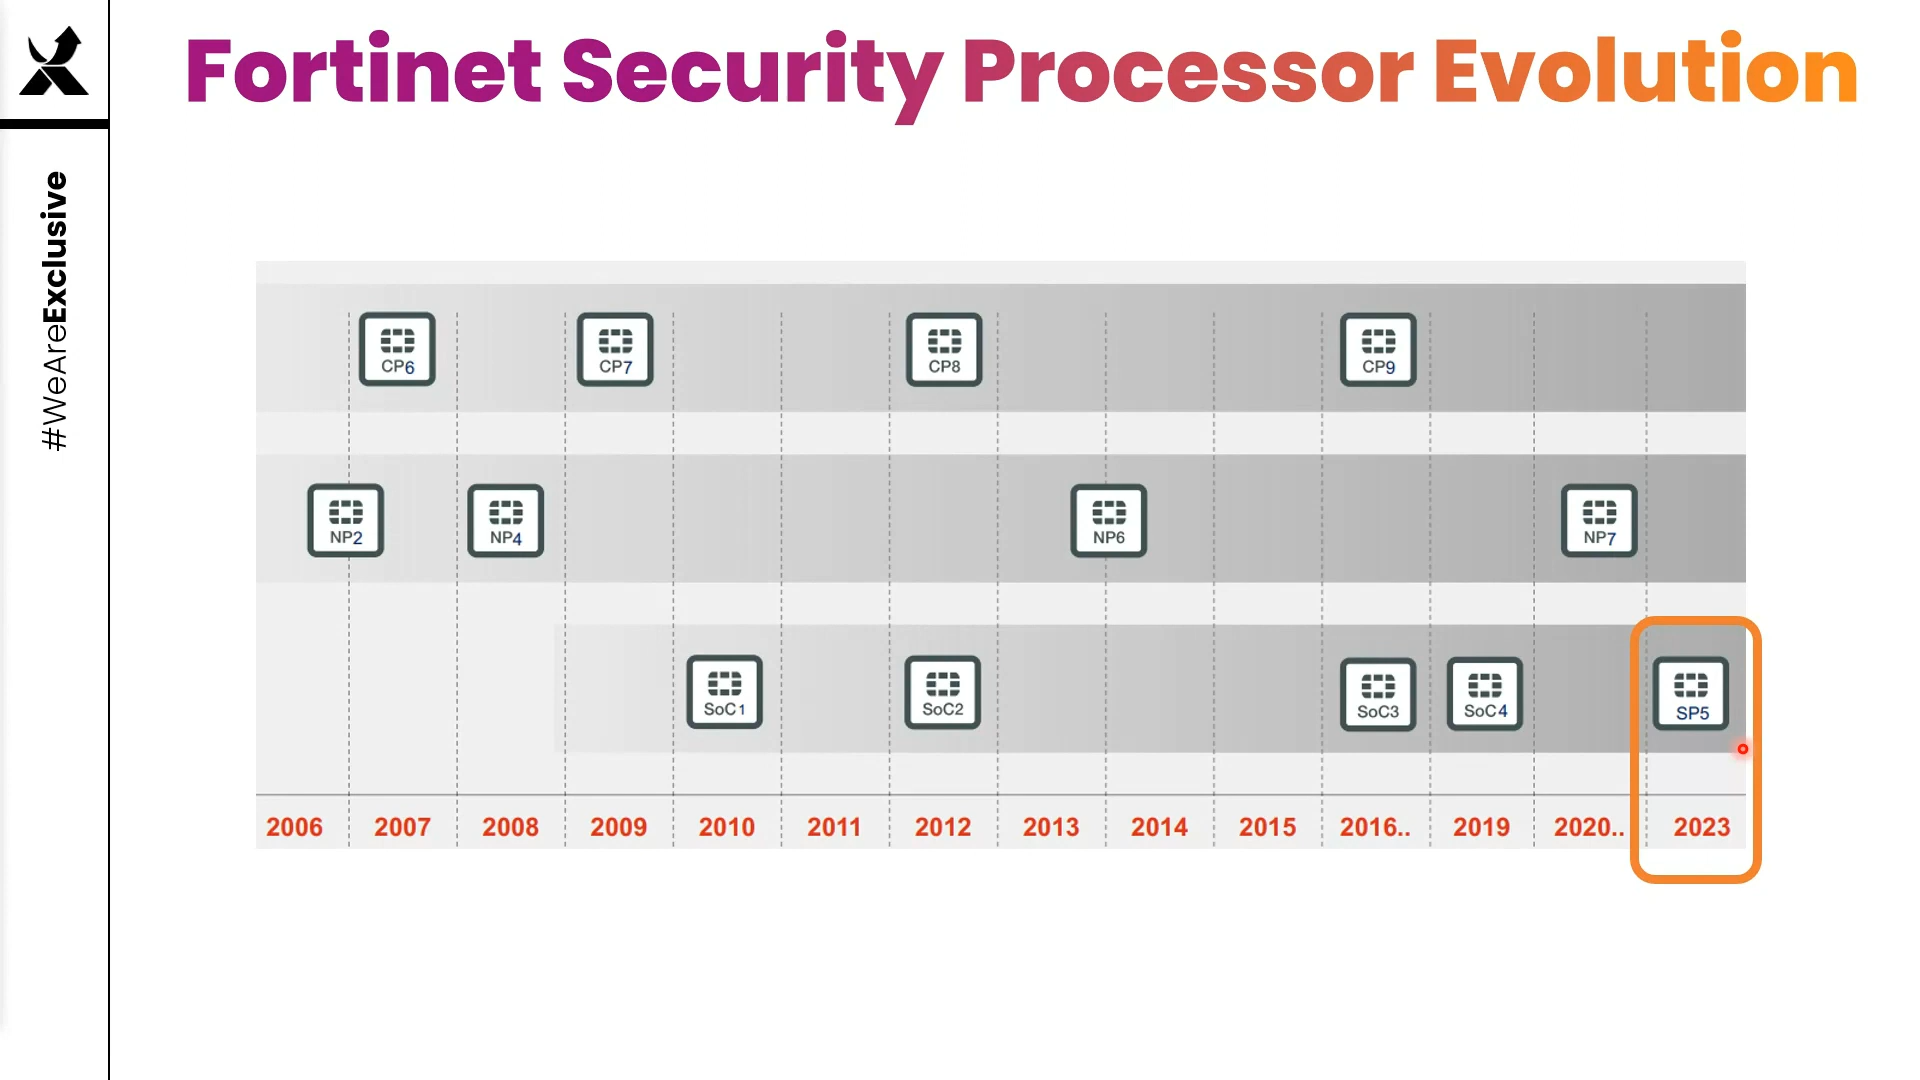 Fortinet Security Processor Evolution
#WeAreExclusive
CP6 CP7 CP8 CP9
NP2 NP4 NP6 NP7
SoC1 SoC2 SoC3 SoC4 SP5
2006 2007 2008 2009 2010 2011 2012 2013 2014 2015 2016.. 2019 2020.. 2023